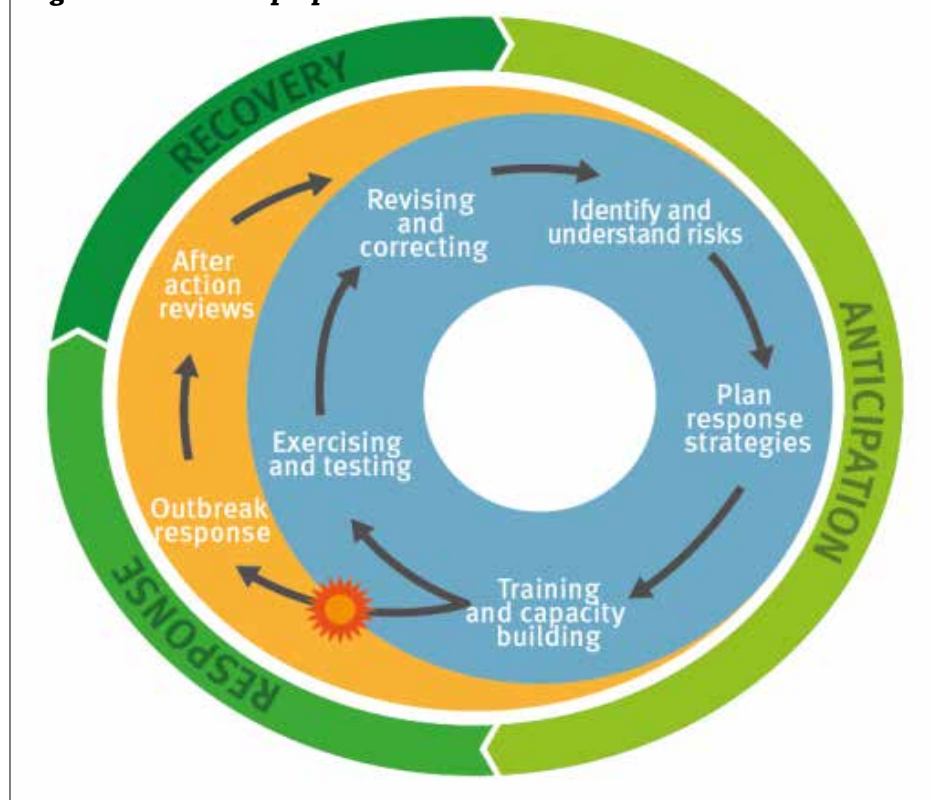 RECOVERY
ANTICIPATION
RESPONSE
Revising
and
correcting
Identify and
understand risks
Plan
response
strategies
Training
and capacity
building
Exercising
and testing
Outbreak
response
After
action
reviews